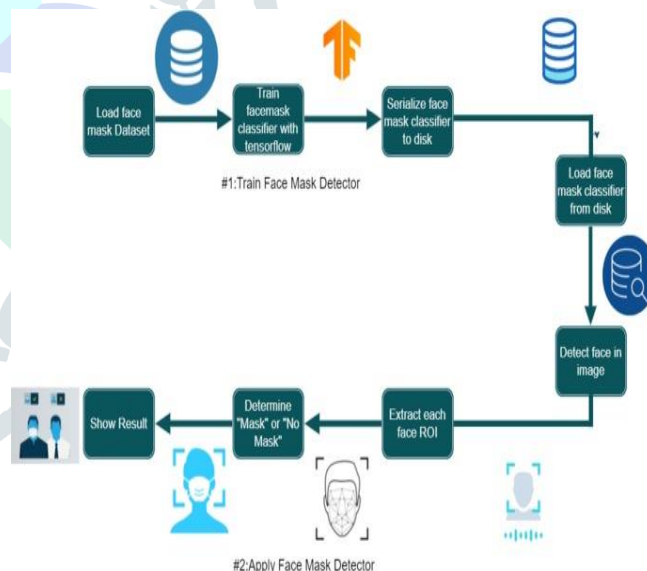 Load face
mask Dataset
Train
facemask
classifier with
tensorflow
Serialize face
mask classifier
to disk
#1:Train Face Mask Detector
Load face
mask classifier
from disk
Detect face in
image
Extract each
face ROI
Determine
"Mask" or "No
Mask"
Show Result
#2:Apply Face Mask Detector